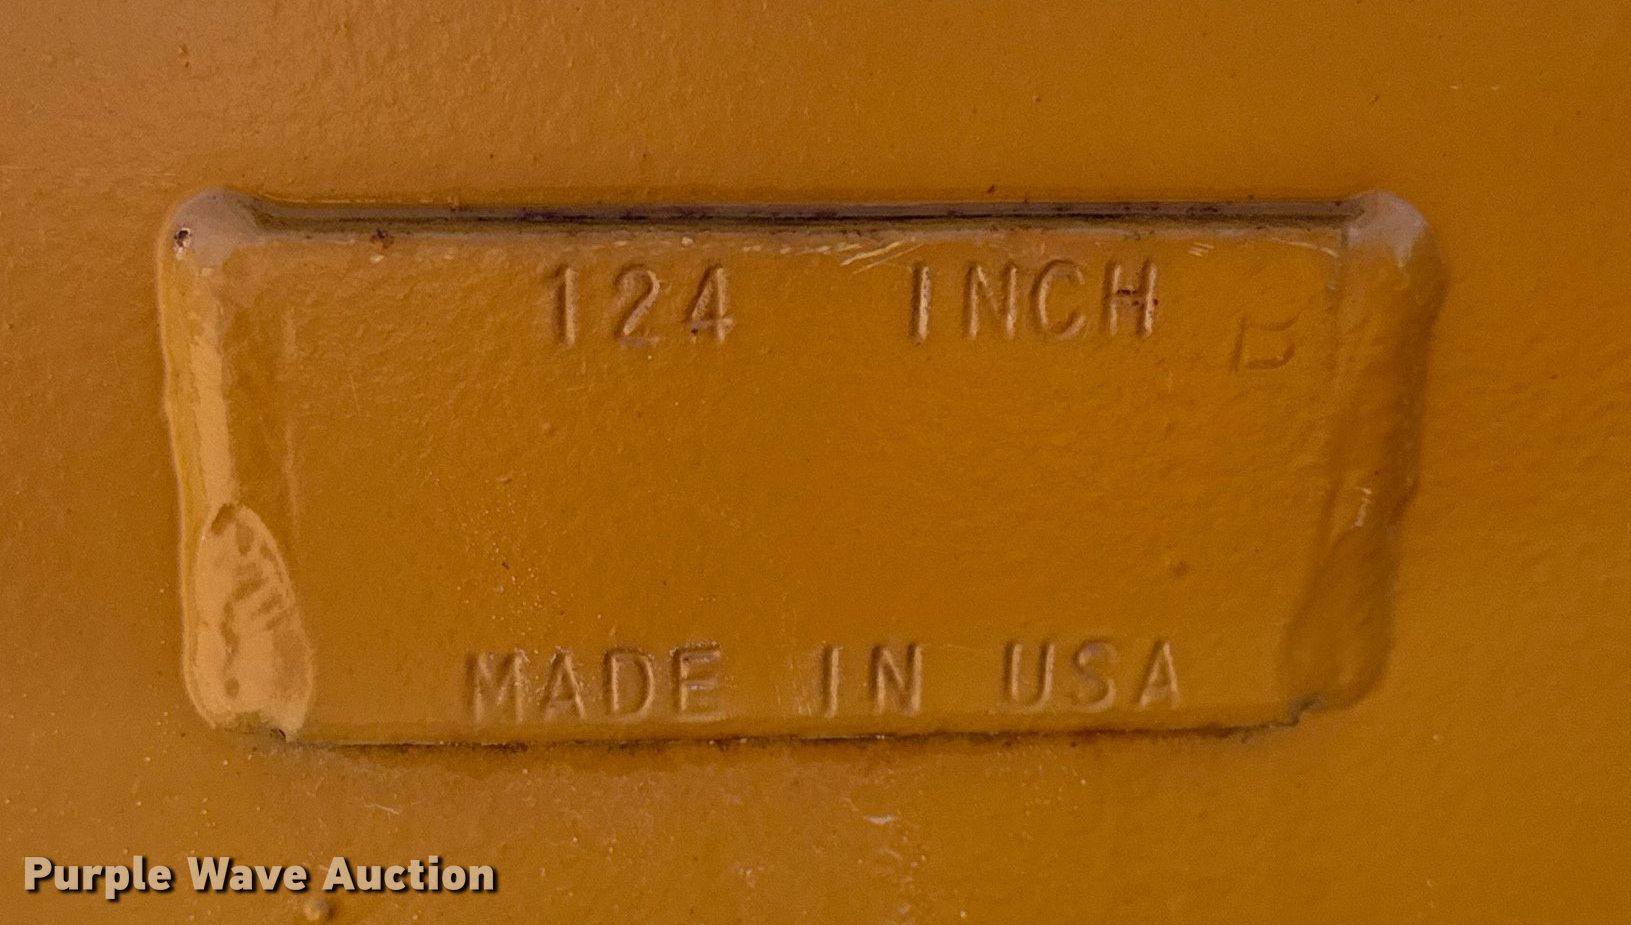 124 INCH
MADE IN USA
Purple Wave Auction